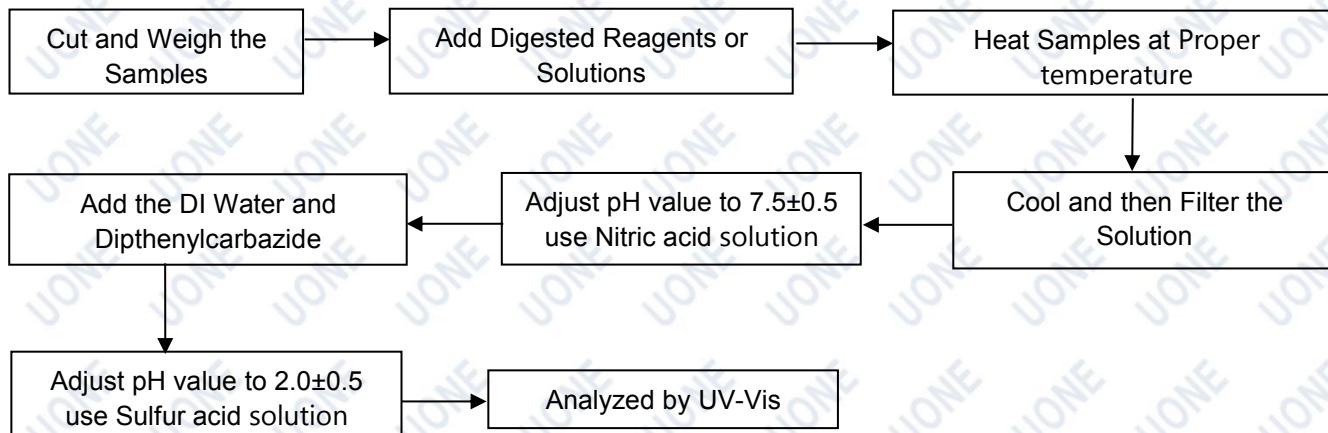 Cut and Weigh the
Samples
Add Digested Reagents or
Solutions
Heat Samples at Proper
temperature
Cool and then Filter the
Solution
Adjust pH value to 7.5±0.5
use Nitric acid solution
Add the DI Water and
Dipthenylcarbazide
Adjust pH value to 2.0±0.5
use Sulfur acid solution
Analyzed by UV-Vis
UONE